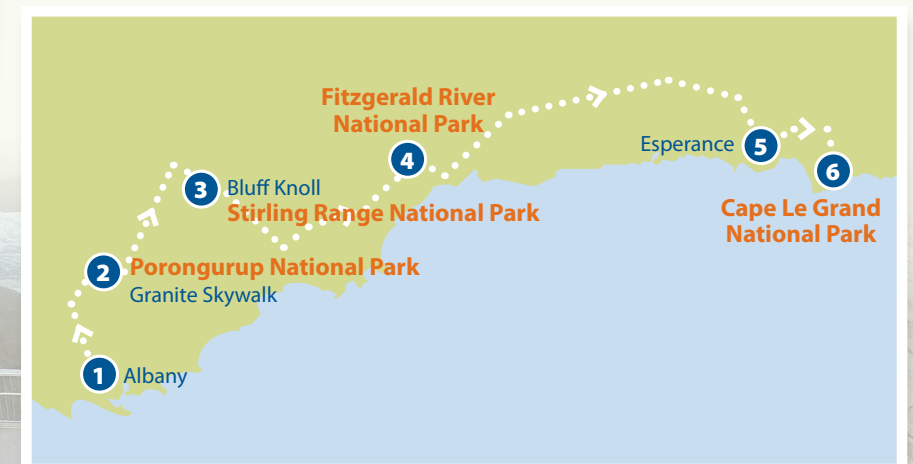 Fitzgerald River
National Park
4
Esperance
5
6
Cape Le Grand
National Park
3
Bluff Knoll
Stirling Range National Park
2
Porongurup National Park
Granite Skywalk
1
Albany